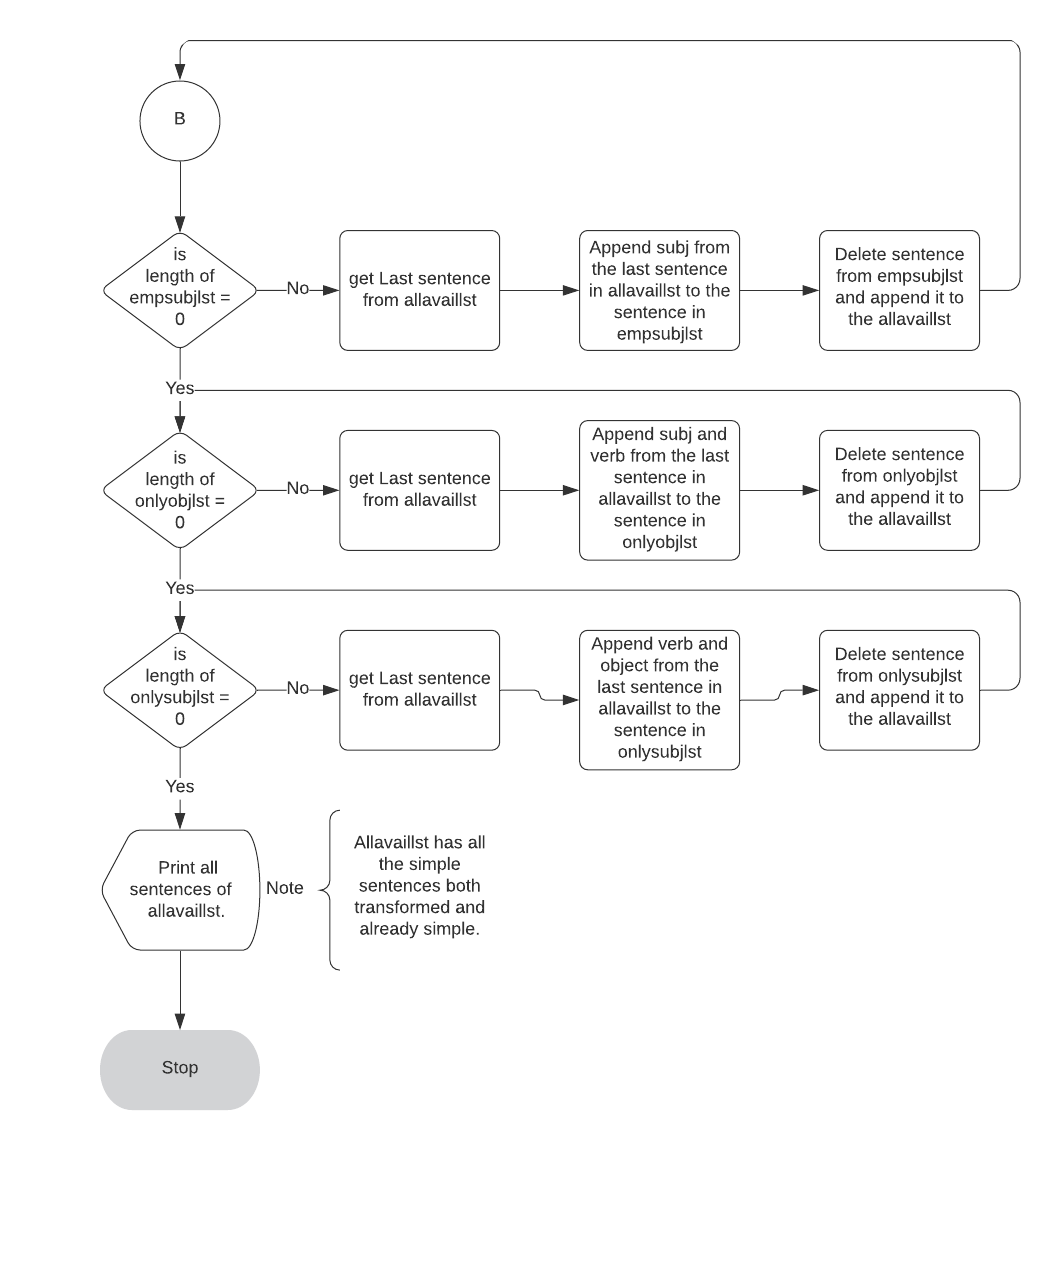 B
is
length of
empsubjlst =
0
No
get Last sentence
from allavaillst
Append subj from
the last sentence
in allavaillst to the
sentence in
empsubjlst
Delete sentence
from empsubjlst
and append it to
the allavaillst
Yes
is
length of
onlyobjlst =
0
No
get Last sentence
from allavaillst
Append subj and
verb from the last
sentence in
allavaillst to the
sentence in
onlyobjlst
Delete sentence
from onlyobjlst
and append it to
the allavaillst
Yes
is
length of
onlysubjlst =
0
No
get Last sentence
from allavaillst
Append verb and
object from the
last sentence in
allavaillst to the
sentence in
onlysubjlst
Delete sentence
from onlysubjlst
and append it to
the allavaillst
Yes
Print all
sentences of
allavaillst.
Note
Allavaillst has all
the simple
sentences both
transformed and
already simple.
Stop